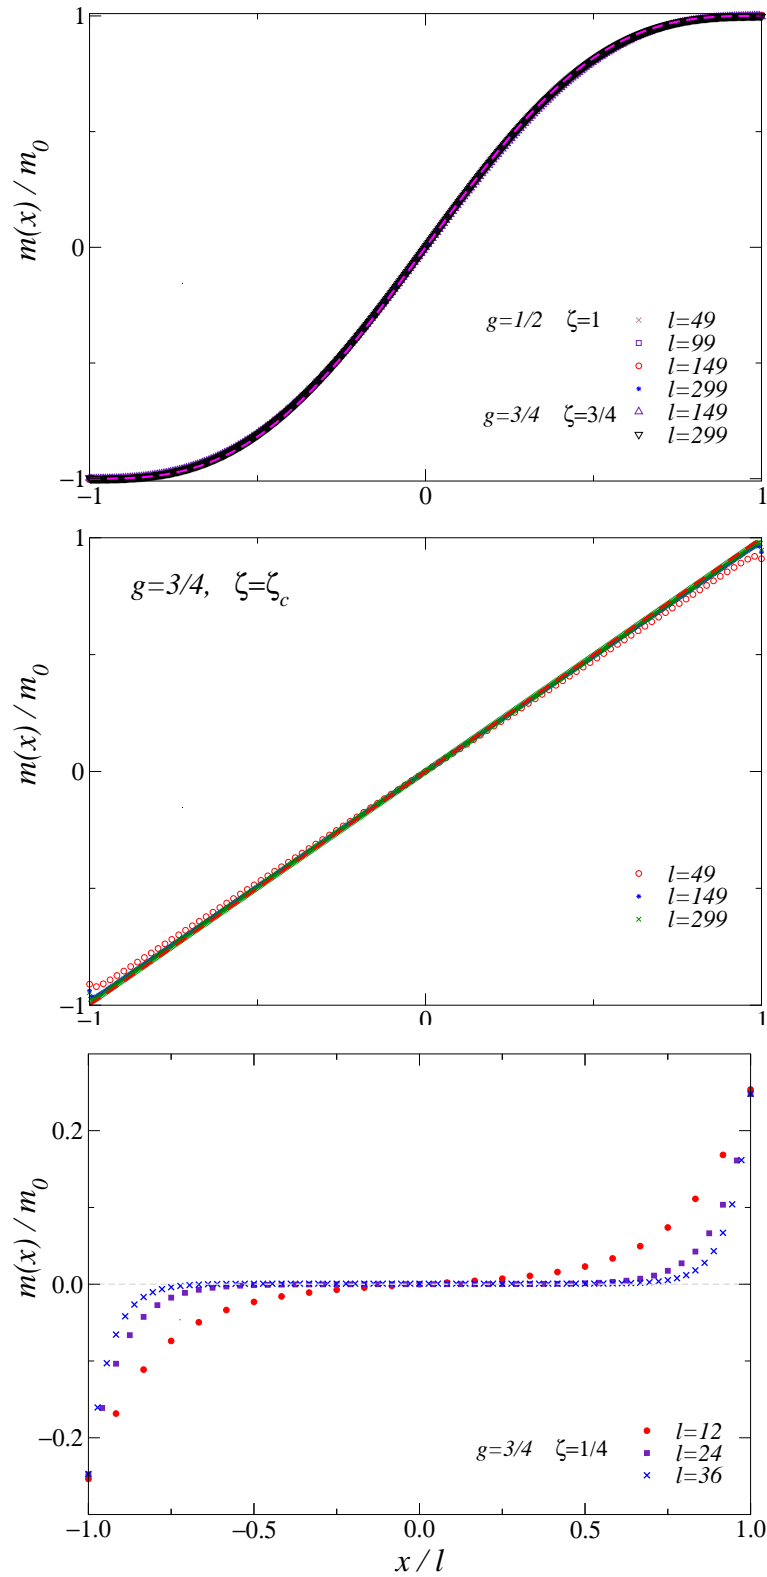 1
m(x) / m0
0
g=1/2 ζ=1 l=49
l=99
l=149
l=299
g=3/4 ζ=3/4 l=149
l=299
−1
−1 0 1
1
g=3/4, ζ=ζc
m(x) / m0
0
l=49
l=149
l=299
−1
−1 0 1
0.2
m(x) / m0
0.0
−0.2
l=12
g=3/4 ζ=1/4 l=24
l=36
−1.0 −0.5 0.0 0.5 1.0
x / l